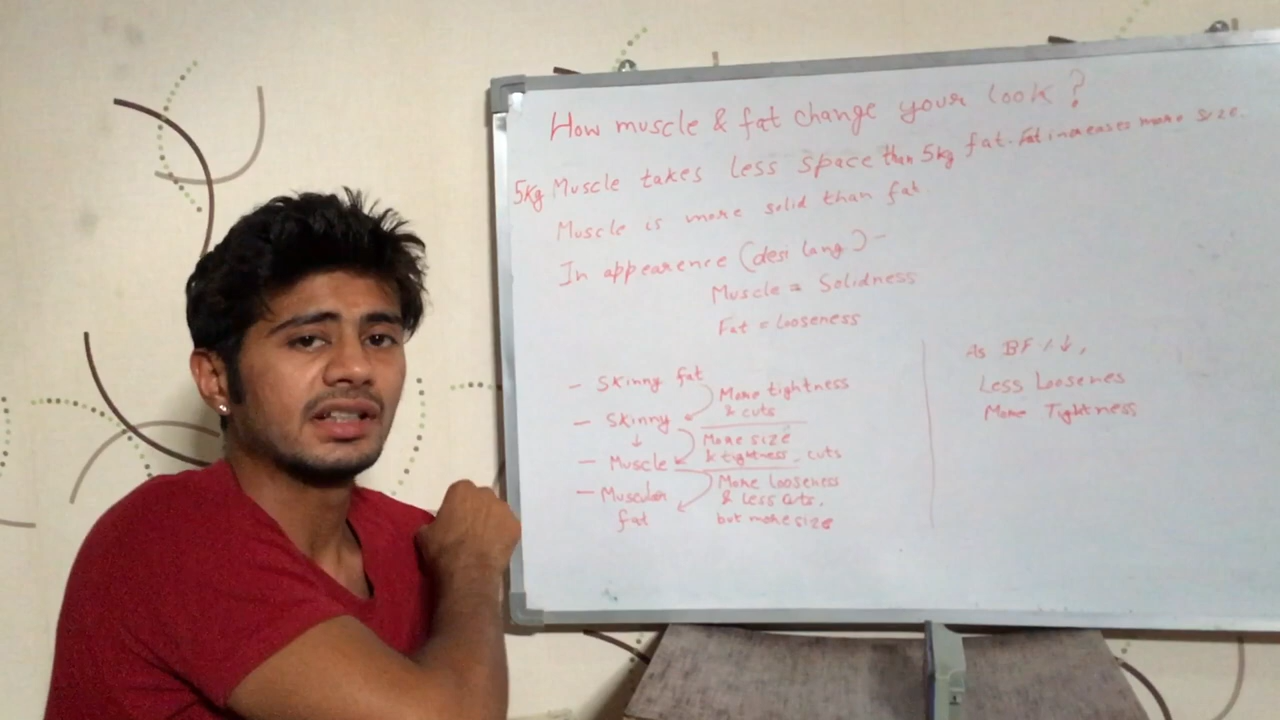 How muscle & fat change your look?
5kg Muscle takes less space than 5kg fat. Fat increases more size.
Muscle is more solid than fat
In appearence (desi lang) -
Muscle = Solidness
Fat = Looseness
- Skinny fat
More tightness
& cuts
- Skinny
↓
More size
& tightness, cuts
- Muscle
More Looseness
& less cuts,
but more size
- Muscular
fat
As BF % ↓,
Less Loosenes
More Tightness